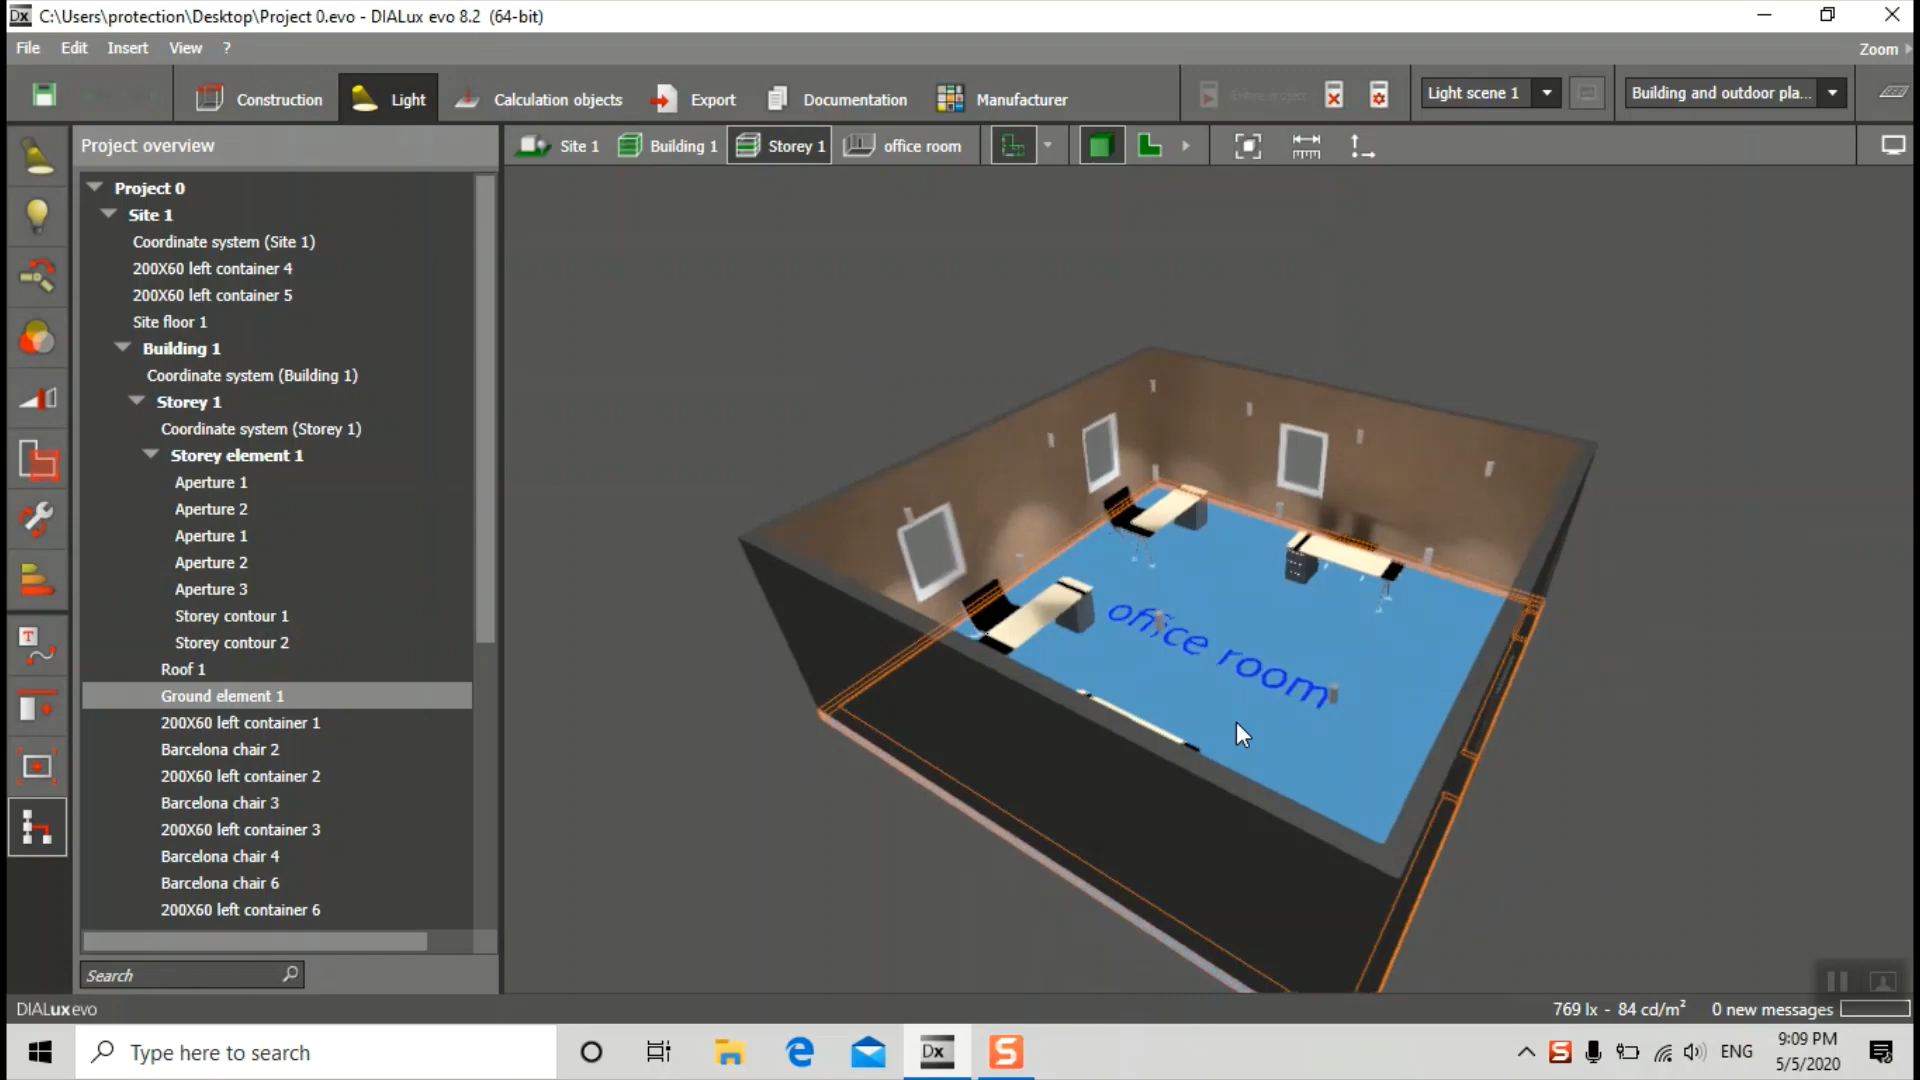 Dx C:\Users\protection\Desktop\Project 0.evo - DIALux evo 8.2 (64-bit)
File Edit Insert View ? Zoom
Construction Light Calculation objects Export Documentation Manufacturer Light scene 1 Building and outdoor pla...
Project overview Site 1 Building 1 Storey 1 office room
Project 0
Site 1
Coordinate system (Site 1)
200X60 left container 4
200X60 left container 5
Site floor 1
Building 1
Coordinate system (Building 1)
Storey 1
Coordinate system (Storey 1)
Storey element 1
Aperture 1
Aperture 2
Aperture 1
Aperture 2
Aperture 3
Storey contour 1
Storey contour 2
Roof 1
Ground element 1
200X60 left container 1
Barcelona chair 2
200X60 left container 2
Barcelona chair 3
200X60 left container 3
Barcelona chair 4
Barcelona chair 6
200X60 left container 6
office room
Search
DIALux evo 769 lx - 84 cd/m² 0 new messages
Type here to search Dx S S ENG 9:09 PM
5/5/2020